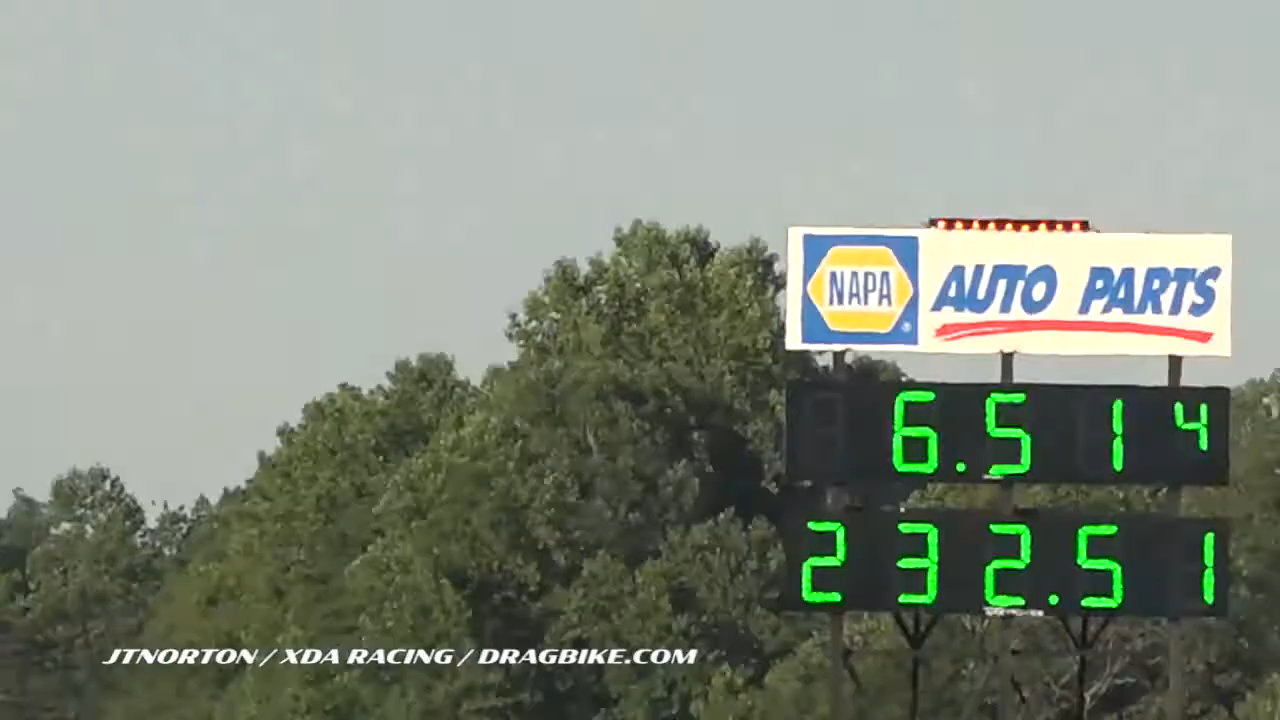 NAPA ®
AUTO PARTS
6.514
232.51
JTNORTON / XDA RACING / DRAGBIKE.COM